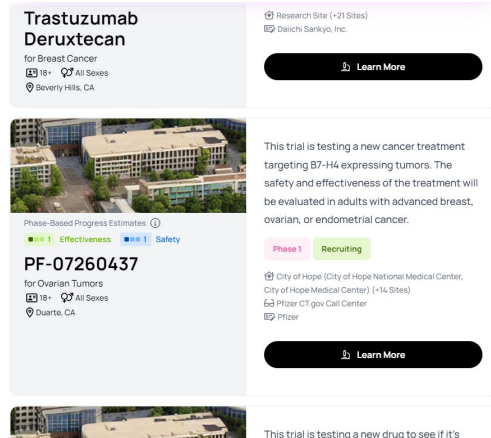 Trastuzumab
Deruxtecan
for Breast Cancer
18+ All Sexes
Beverly Hills, CA
Research Site (+21 Sites)
Daiichi Sankyo, Inc.
Learn More
Phase-Based Progress Estimates
1 Effectiveness 1 Safety
PF-07260437
for Ovarian Tumors
18+ All Sexes
Duarte, CA
This trial is testing a new cancer treatment
targeting B7-H4 expressing tumors. The
safety and effectiveness of the treatment will
be evaluated in adults with advanced breast,
ovarian, or endometrial cancer.
Phase 1 Recruiting
City of Hope (City of Hope National Medical Center,
City of Hope Medical Center) (+14 Sites)
Pfizer CT.gov Call Center
Pfizer
Learn More
This trial is testing a new drug to see if it's